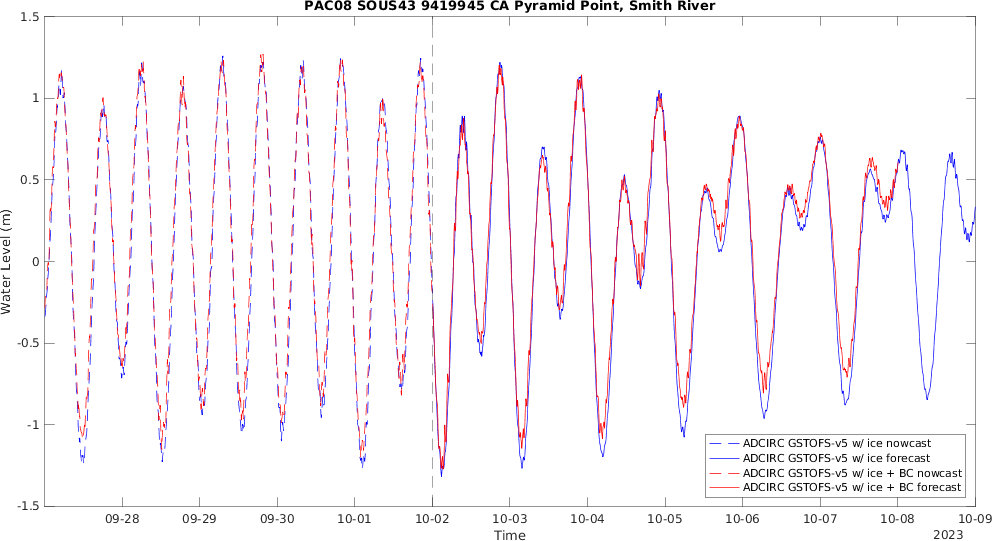 PAC08 SOUS43 9419945 CA Pyramid Point, Smith River
Water Level (m)
1.5
1
0.5
0
-0.5
-1
-1.5
09-28 09-29 09-30 10-01 10-02 10-03 10-04 10-05 10-06 10-07 10-08 10-09
Time
2023
ADCIRC GSTOFS-v5 w/ ice nowcast
ADCIRC GSTOFS-v5 w/ ice forecast
ADCIRC GSTOFS-v5 w/ ice + BC nowcast
ADCIRC GSTOFS-v5 w/ ice + BC forecast